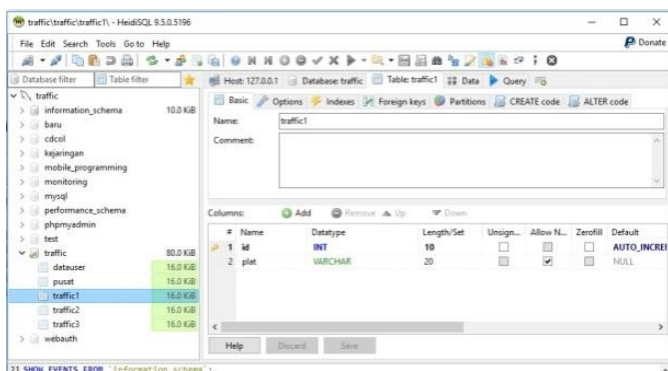 traffic\traffic\traffic1\ - HeidiSQL 9.5.0.5196
File Edit Search Tools Go to Help
Donate
Database filter Table filter
Host: 127.0.0.1 Database: traffic Table: traffic1 Data Query
traffic
information_schema 10.0 KiB
baru
cdcol
kejaringan
mobile_programming
monitoring
mysql
performance_schema
phpmyadmin
test
traffic 80.0 KiB
datauser 16.0 KiB
pusat 16.0 KiB
traffic1 16.0 KiB
traffic2 16.0 KiB
traffic3 16.0 KiB
webauth
Basic Options Indexes Foreign keys Partitions CREATE code ALTER code
Name: traffic1
Comment:
Columns: Add Remove Up Down
# Name Datatype Length/Set Unsign... Allow N... Zerofill Default
1 id INT 10 AUTO_INCREI
2 plat VARCHAR 20 NULL
Help Discard Save
21 SHOW EVENTS FROM `information_schema`;